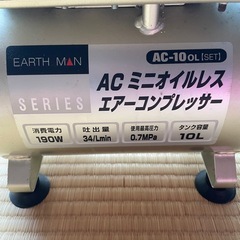 EARTH MAN
AC-10OL [SET]
SERIES
AC ミニオイルレス
エアーコンプレッサー
消費電力 吐出量 使用最高圧力 タンク容量
190W 34/Lmin 0.7MPa 10L